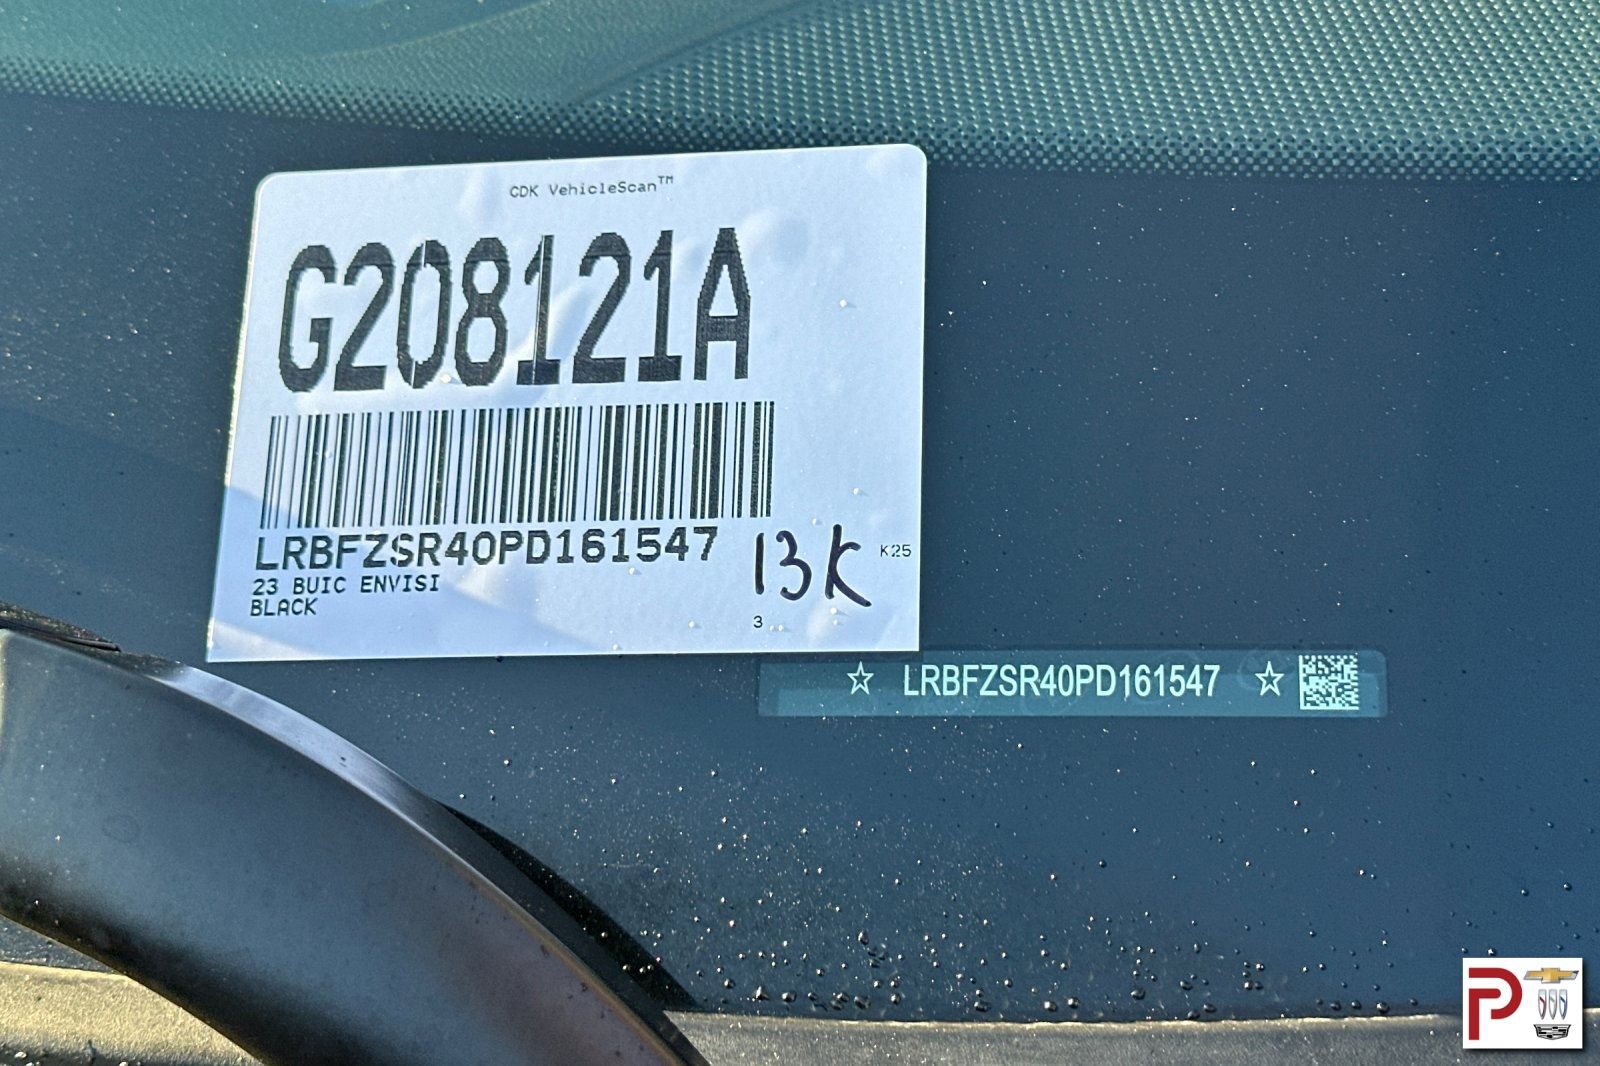 CDK VehicleScan™
G208121A
LRBFZSR40PD161547
13K
K25
23 BUIC ENVISI
BLACK
3
☆ LRBFZSR40PD161547 ☆
P